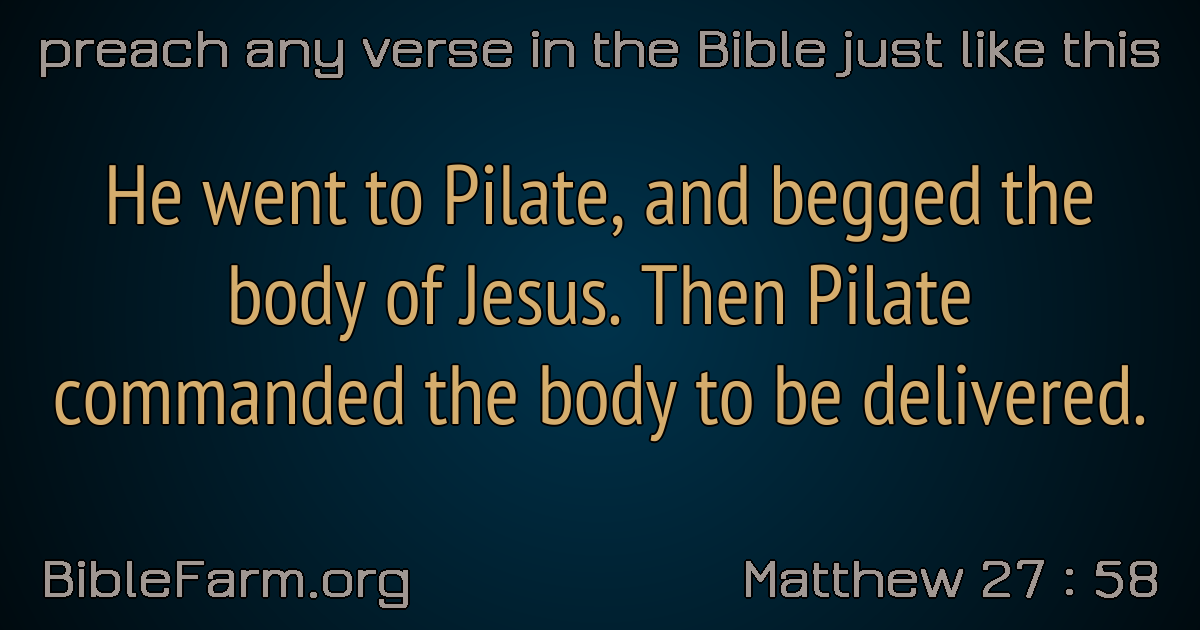 preach any verse in the Bible just like this
He went to Pilate, and begged the
body of Jesus. Then Pilate
commanded the body to be delivered.
BibleFarm.org
Matthew 27 : 58